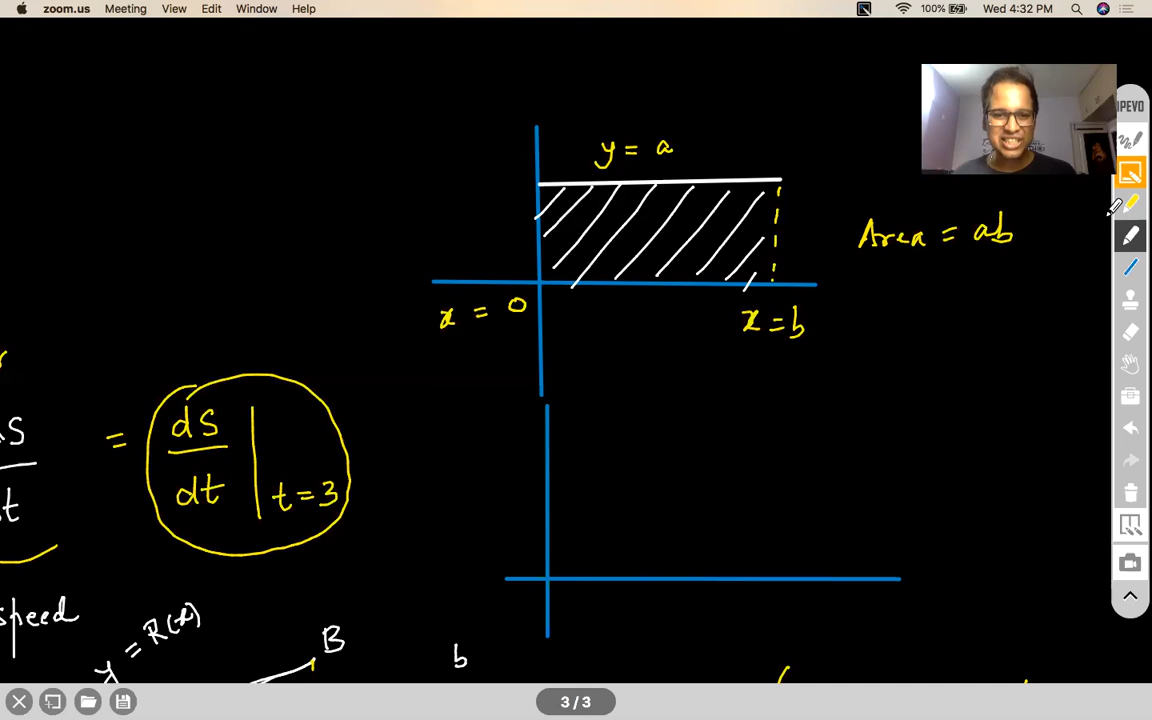 zoom.us Meeting View Edit Window Help
100% Wed 4:32 PM
IPEVO
y = a
Area = ab
x = 0
x = b
= dS
dt
t = 3
speed
y = R(x)
B
b
3 / 3